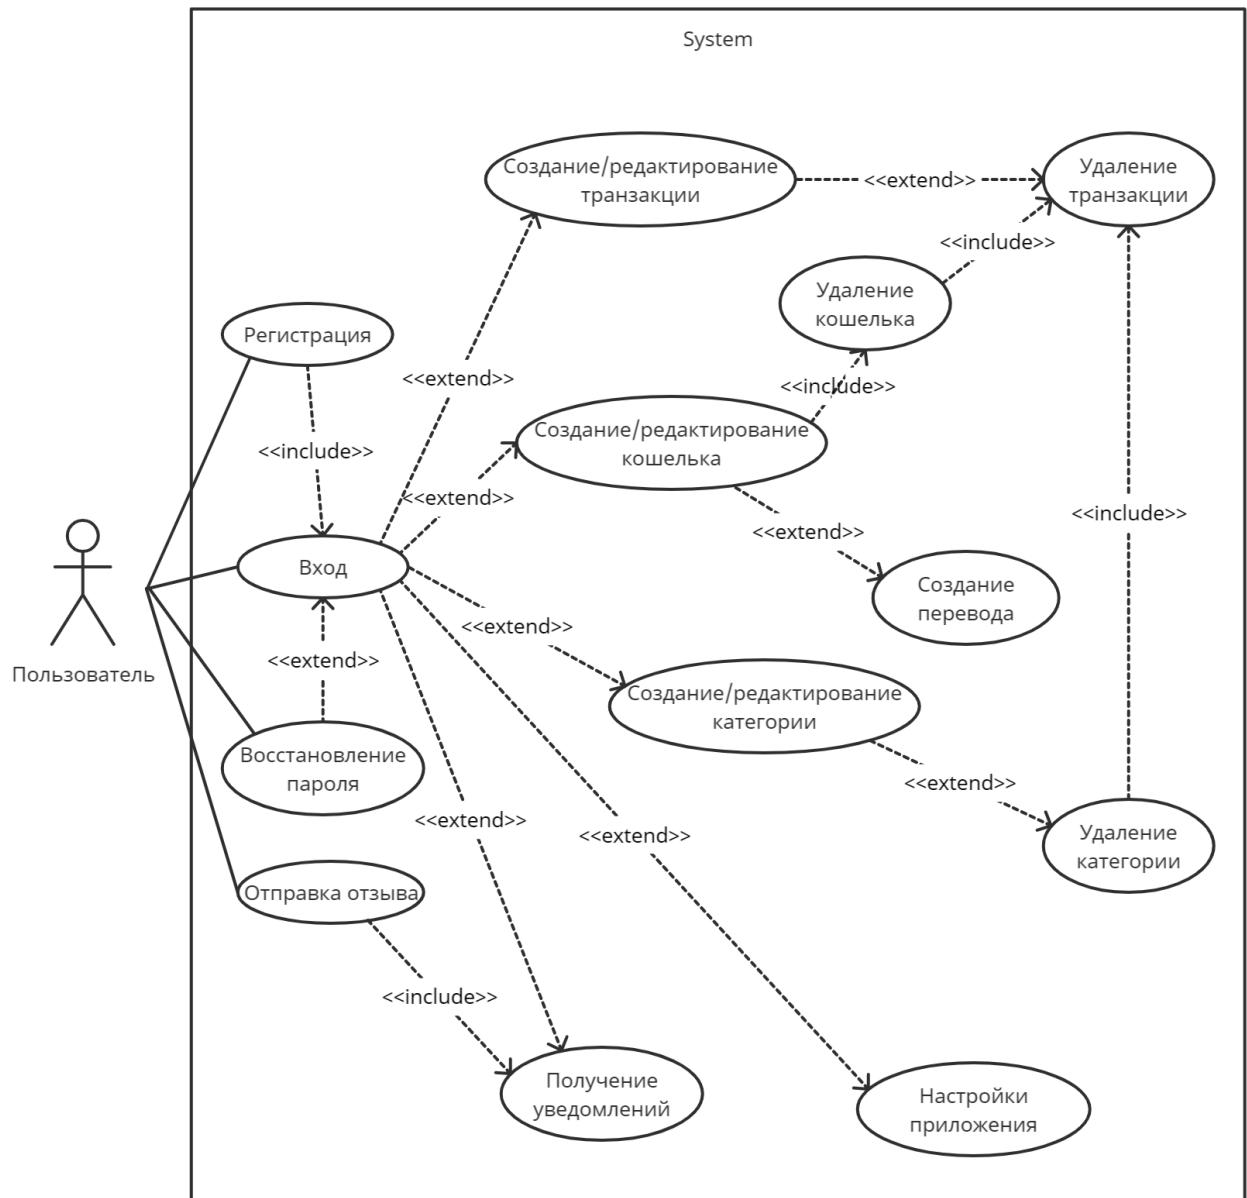 System
Создание/редактирование
транзакции
<<extend>>
Удаление
транзакции
<<include>>
Удаление
кошелька
Регистрация
<<extend>>
<<include>>
Создание/редактирование
кошелька
<<include>>
<<extend>>
<<include>>
<<extend>>
Вход
Создание
перевода
<<extend>>
<<extend>>
Пользователь
Создание/редактирование
категории
Восстановление
пароля
<<extend>>
<<extend>>
<<extend>>
Удаление
категории
Отправка отзыва
<<include>>
Получение
уведомлений
Настройки
приложения